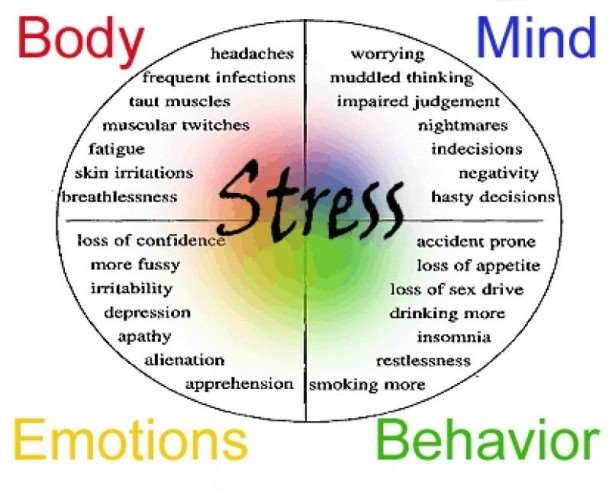 Body
headaches
frequent infections
taut muscles
muscular twitches
fatigue
skin irritations
breathlessness
Mind
worrying
muddled thinking
impaired judgement
nightmares
indecisions
negativity
hasty decisions
Stress
loss of confidence
more fussy
irritability
depression
apathy
alienation
apprehension
Emotions
accident prone
loss of appetite
loss of sex drive
drinking more
insomnia
restlessness
smoking more
Behavior